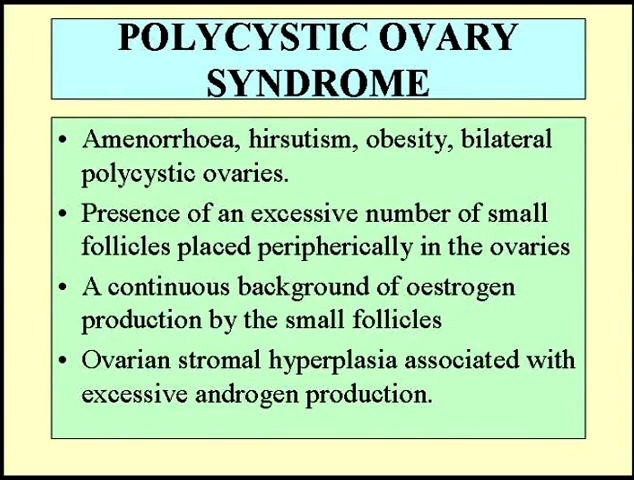 POLYCYSTIC OVARY
SYNDROME
• Amenorrhoea, hirsutism, obesity, bilateral
polycystic ovaries.
• Presence of an excessive number of small
follicles placed peripherically in the ovaries
• A continuous background of oestrogen
production by the small follicles
• Ovarian stromal hyperplasia associated with
excessive androgen production.